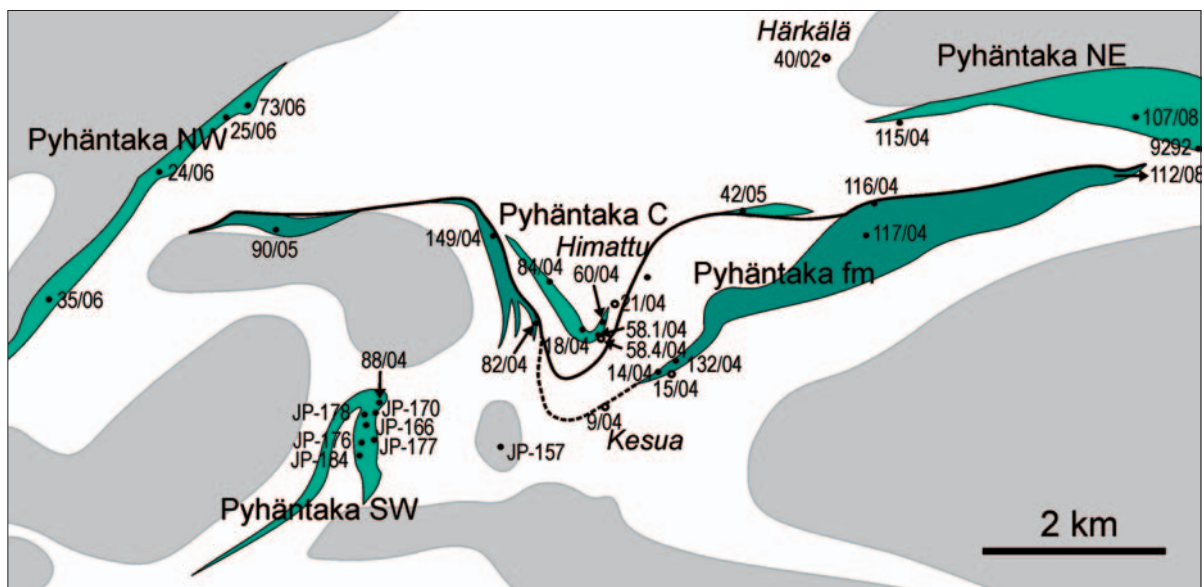 Härkälä
40/02
Pyhäntaka NE
73/06
25/06
Pyhäntaka NW
107/08
115/04
9292
24/06
112/08
42/05
116/04
Pyhäntaka C
149/04
Himattu
117/04
90/05
84/04
60/04
Pyhäntaka fm
35/06
21/04
58.1/04
18/04
58.4/04
82/04
88/04
14/04
132/04
15/04
JP-178
JP-170
9/04
JP-166
Kesua
JP-176
JP-177
JP-157
JP-184
Pyhäntaka SW
2 km